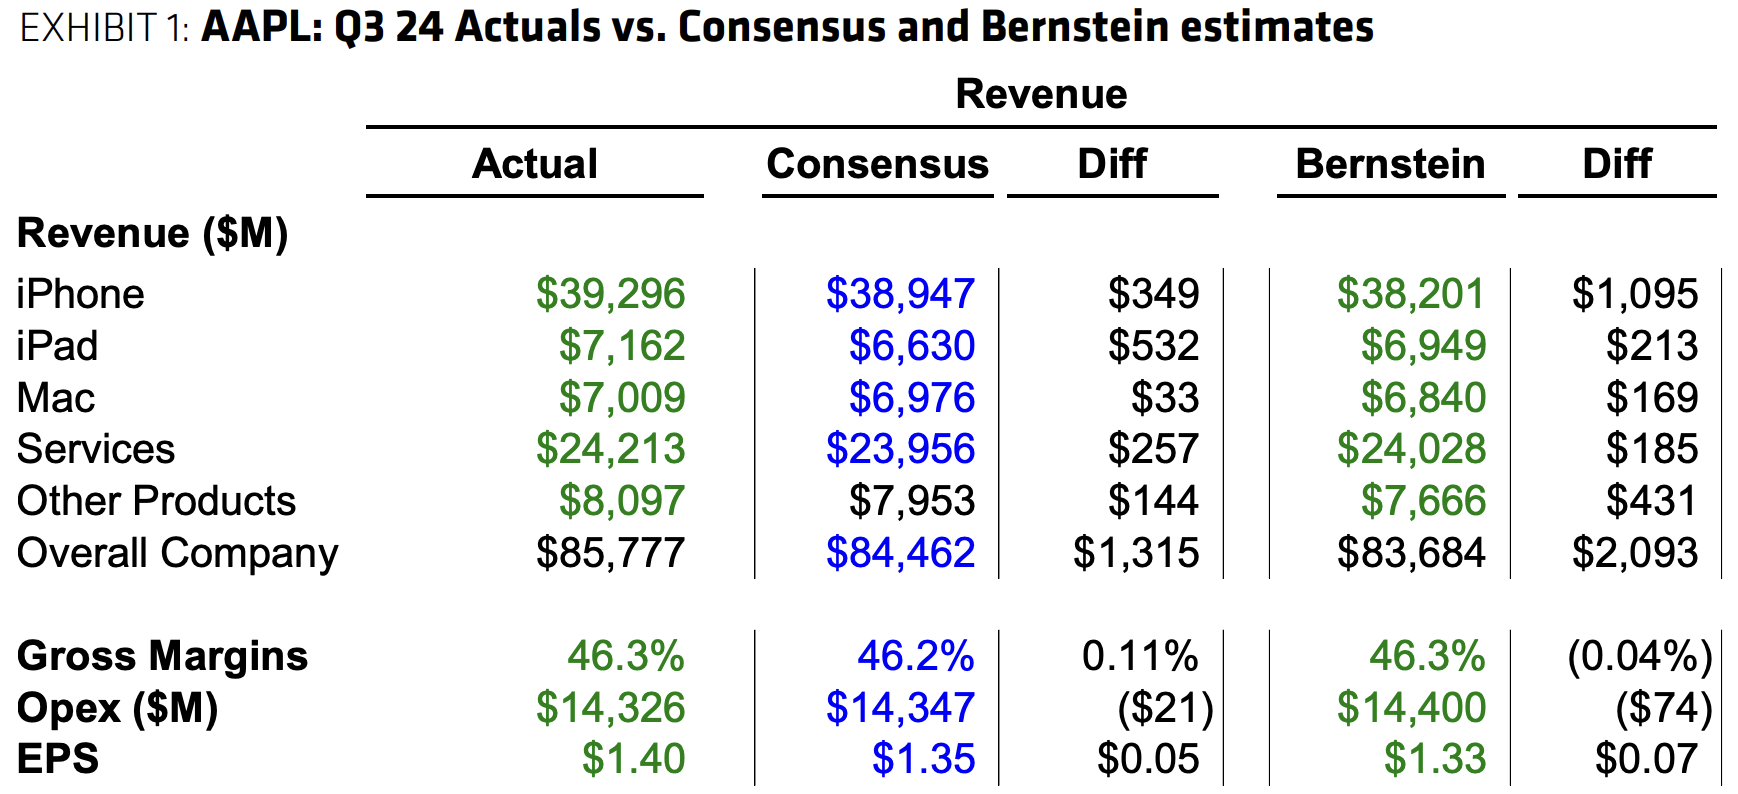 EXHIBIT 1: AAPL: Q3 24 Actuals vs. Consensus and Bernstein estimates
Revenue
Actual Consensus Diff Bernstein Diff
Revenue ($M)
iPhone $39,296 $38,947 $349 $38,201 $1,095
iPad $7,162 $6,630 $532 $6,949 $213
Mac $7,009 $6,976 $33 $6,840 $169
Services $24,213 $23,956 $257 $24,028 $185
Other Products $8,097 $7,953 $144 $7,666 $431
Overall Company $85,777 $84,462 $1,315 $83,684 $2,093
Gross Margins 46.3% 46.2% 0.11% 46.3% (0.04%)
Opex ($M) $14,326 $14,347 ($21) $14,400 ($74)
EPS $1.40 $1.35 $0.05 $1.33 $0.07